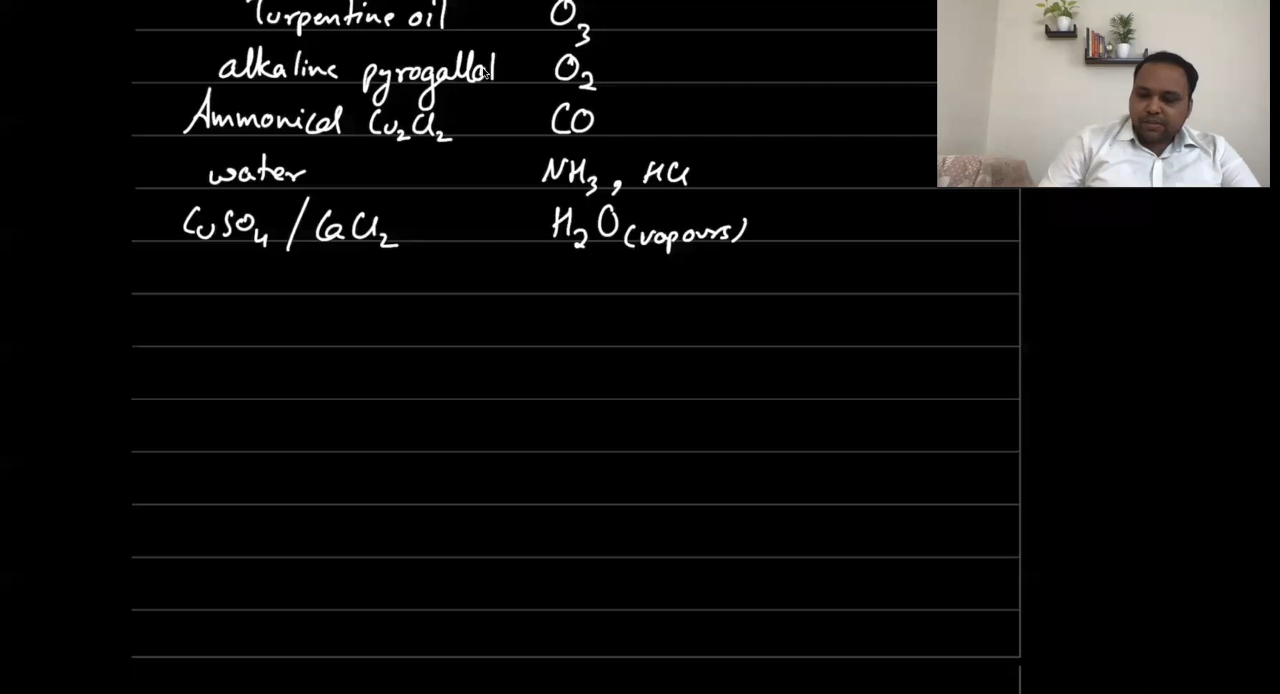 Turpentine oil O3
alkaline pyrogallol O2
Ammonical Cu2Cl2 CO
water NH3, HCl
CuSO4 / CaCl2 H2O (vapours)